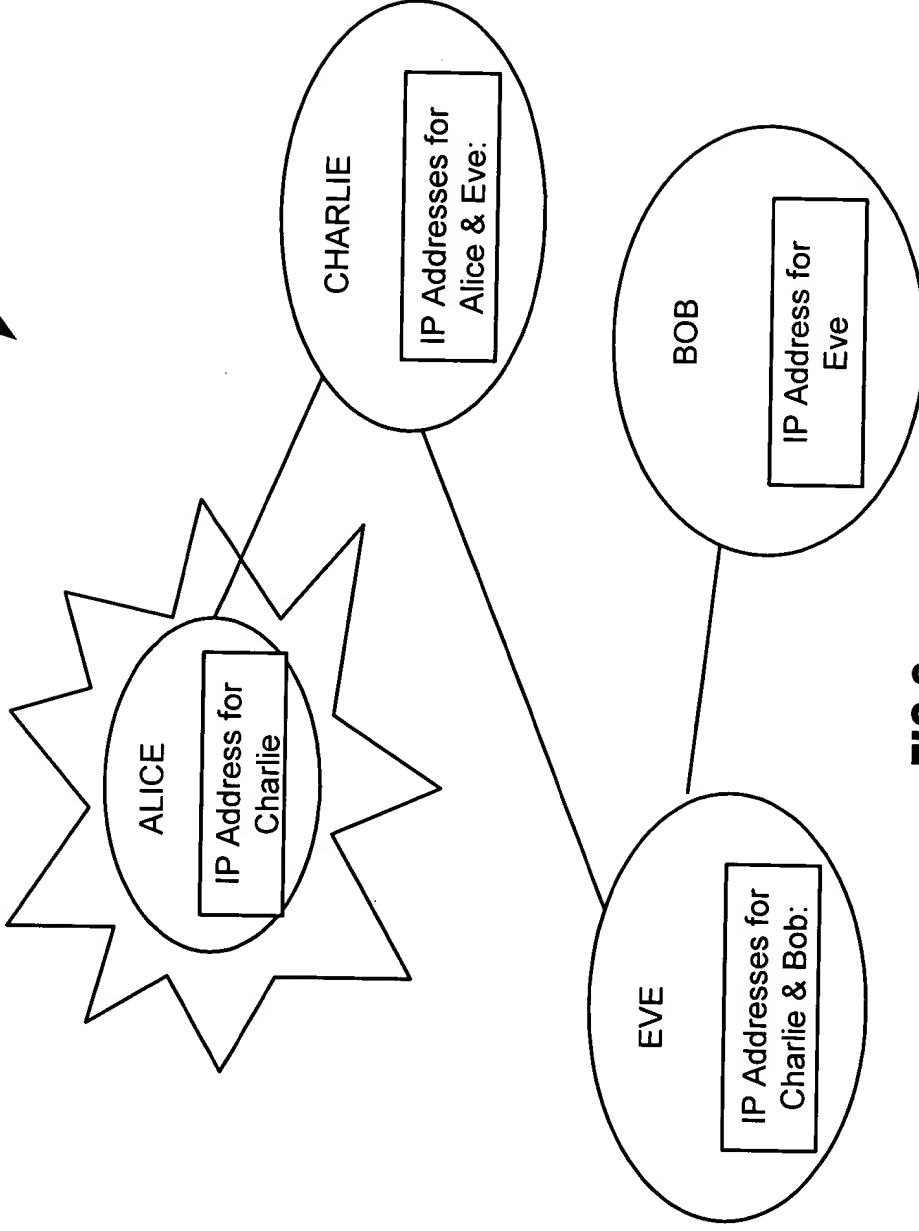 ALICE
IP Address for
Charlie
CHARLIE
IP Addresses for
Alice & Eve:
EVE
IP Addresses for
Charlie & Bob:
BOB
IP Address for
Eve